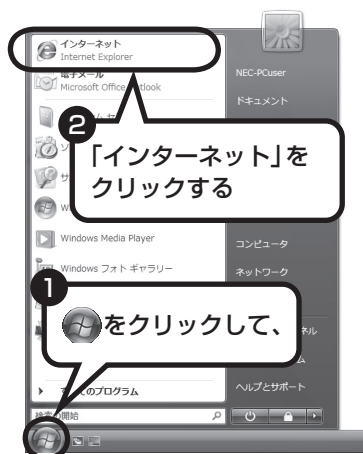 インターネット
Internet Explorer
電子メール
Microsoft Office Outlook
NEC-PCuser
ドキュメント
2
「インターネット」を
クリックする
Windows Media Player
コンピュータ
Windows フォト ギャラリー
ネットワーク
1
をクリックして、
すべてのプログラム
ヘルプとサポート
検索の開始